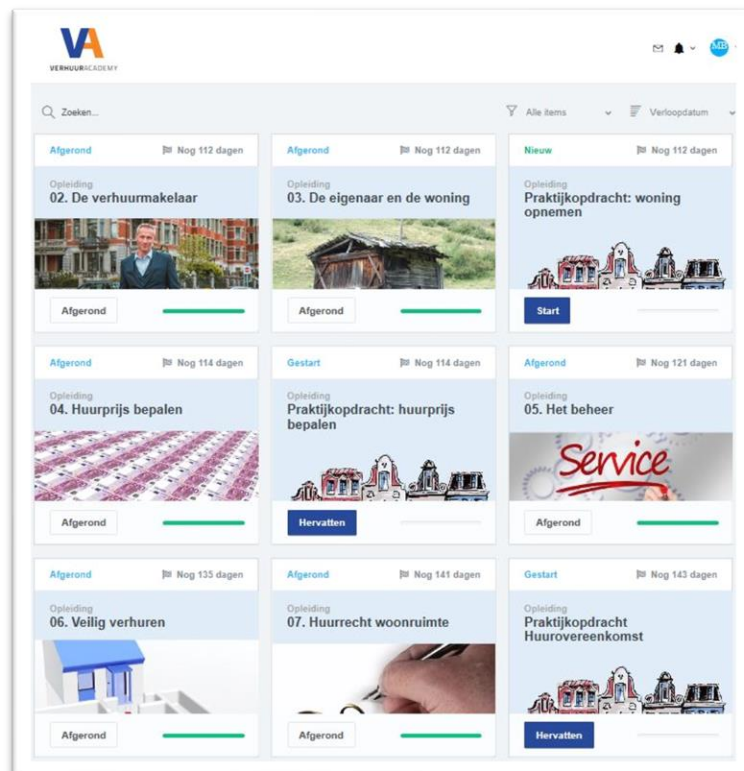 VA
VERHUURACADEMY
MB
Zoeken...
Alle items
Verloopdatum
Afgerond Nog 112 dagen
Opleiding
02. De verhuurmakelaar
Afgerond
Afgerond Nog 112 dagen
Opleiding
03. De eigenaar en de woning
Afgerond
Nieuw Nog 112 dagen
Opleiding
Praktijkopdracht: woning
opnemen
Start
Afgerond Nog 114 dagen
Opleiding
04. Huurprijs bepalen
Afgerond
Gestart Nog 114 dagen
Opleiding
Praktijkopdracht: huurprijs
bepalen
Hervatten
Afgerond Nog 121 dagen
Opleiding
05. Het beheer
Service
Afgerond
Afgerond Nog 135 dagen
Opleiding
06. Veilig verhuren
Afgerond
Afgerond Nog 141 dagen
Opleiding
07. Huurrecht woonruimte
Afgerond
Gestart Nog 143 dagen
Opleiding
Praktijkopdracht
Huurovereenkomst
Hervatten